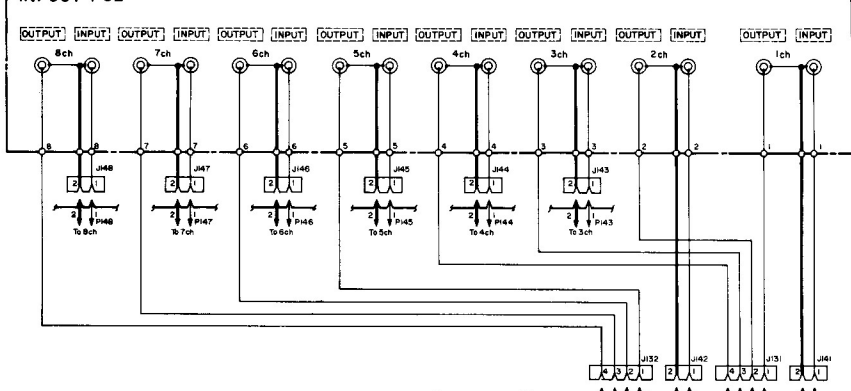 OUTPUT INPUT OUTPUT INPUT OUTPUT INPUT OUTPUT INPUT OUTPUT INPUT OUTPUT INPUT OUTPUT INPUT OUTPUT INPUT
8ch 7ch 6ch 5ch 4ch 3ch 2ch 1ch
8 8 7 7 6 6 5 5 4 4 3 3 2 2 1 1
J148 J147 J146 J145 J144 J143
2 1 2 1 2 1 2 1 2 1 2 1
2 1 P148 2 1 P147 2 1 P146 2 1 P145 2 1 P144 2 1 P143
To 8ch To 7ch To 6ch To 5ch To 4ch To 3ch
J132 J142 J131 J141
4 3 2 1 2 1 4 3 2 1 2 1